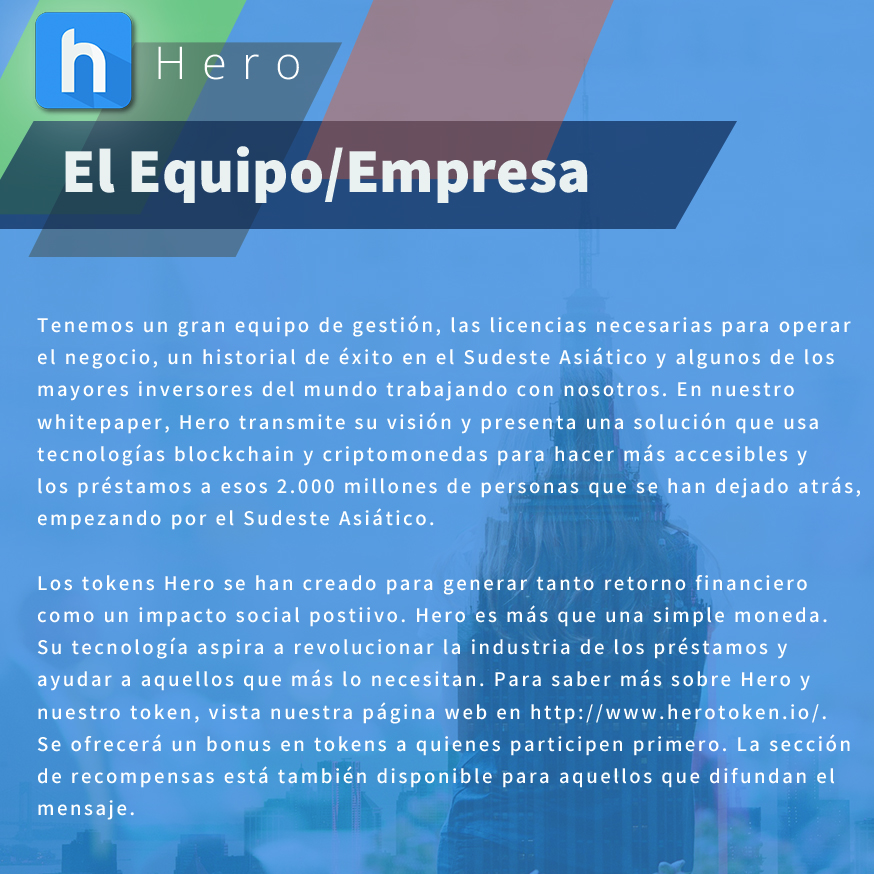 h
Hero
El Equipo/Empresa
Tenemos un gran equipo de gestión, las licencias necesarias para operar
el negocio, un historial de éxito en el Sudeste Asiático y algunos de los
mayores inversores del mundo trabajando con nosotros. En nuestro
whitepaper, Hero transmite su visión y presenta una solución que usa
tecnologías blockchain y criptomonedas para hacer más accesibles y
los préstamos a esos 2.000 millones de personas que se han dejado atrás,
empezando por el Sudeste Asiático.
Los tokens Hero se han creado para generar tanto retorno financiero
como un impacto social postiivo. Hero es más que una simple moneda.
Su tecnología aspira a revolucionar la industria de los préstamos y
ayudar a aquellos que más lo necesitan. Para saber más sobre Hero y
nuestro token, vista nuestra página web en http://www.herotoken.io/.
Se ofrecerá un bonus en tokens a quienes participen primero. La sección
de recompensas está también disponible para aquellos que difundan el
mensaje.